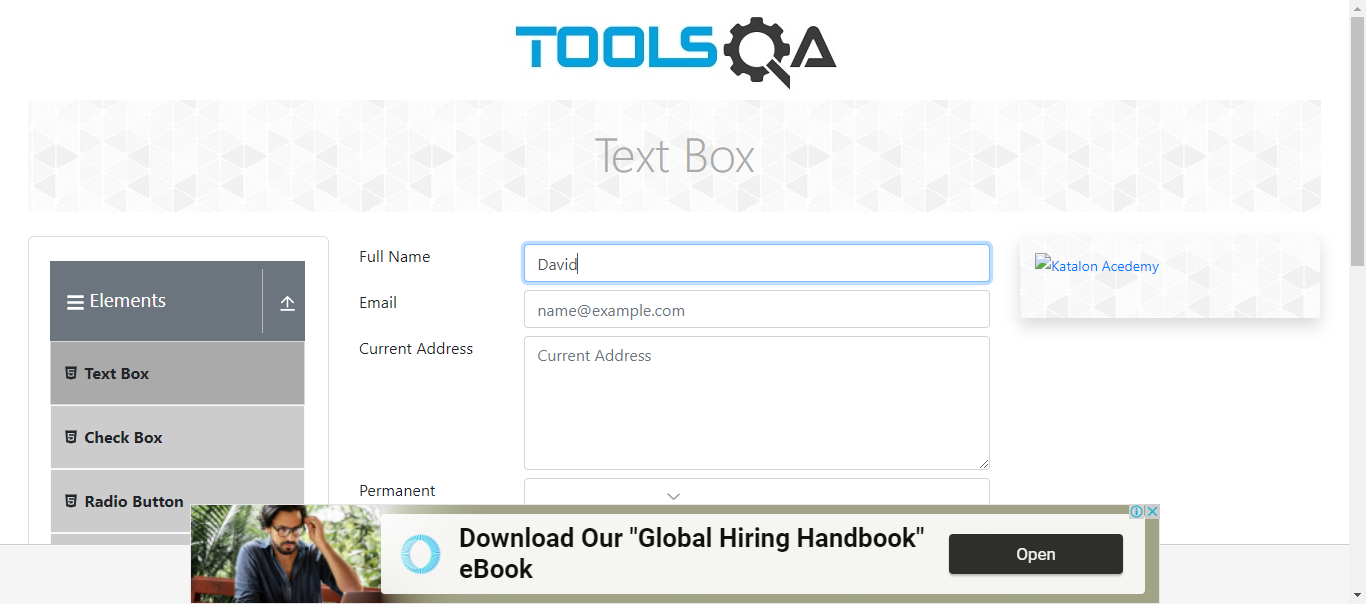 TOOLSQA
Text Box
Elements
Text Box
Check Box
Radio Button
Full Name
David
Email
name@example.com
Current Address
Current Address
Permanent
Katalon Acedemy
Download Our "Global Hiring Handbook"
eBook
Open